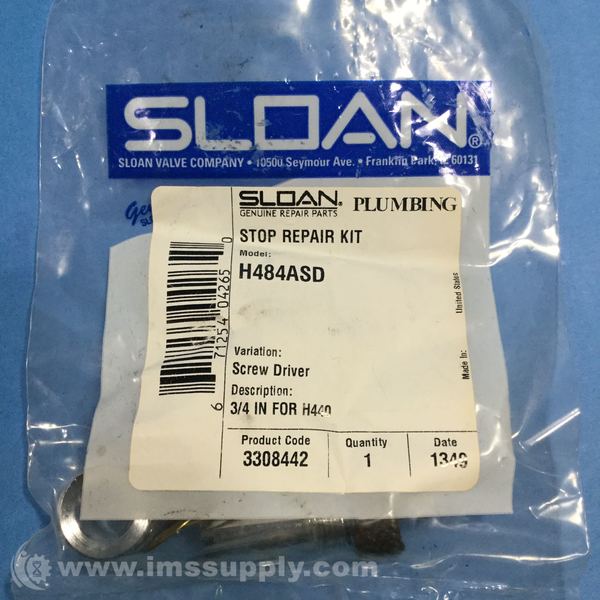 SLOAN®
SLOAN VALVE COMPANY • 10500 Seymour Ave. • Franklin Park, IL 60131
SLOAN® PLUMBING
GENUINE REPAIR PARTS
STOP REPAIR KIT
Model:
H484ASD
Variation:
Screw Driver
Description:
3/4 IN FOR H440
Product Code Quantity Date
3308442 1 1349
Made In: United States
6 71254 04265 0
www.imssupply.com